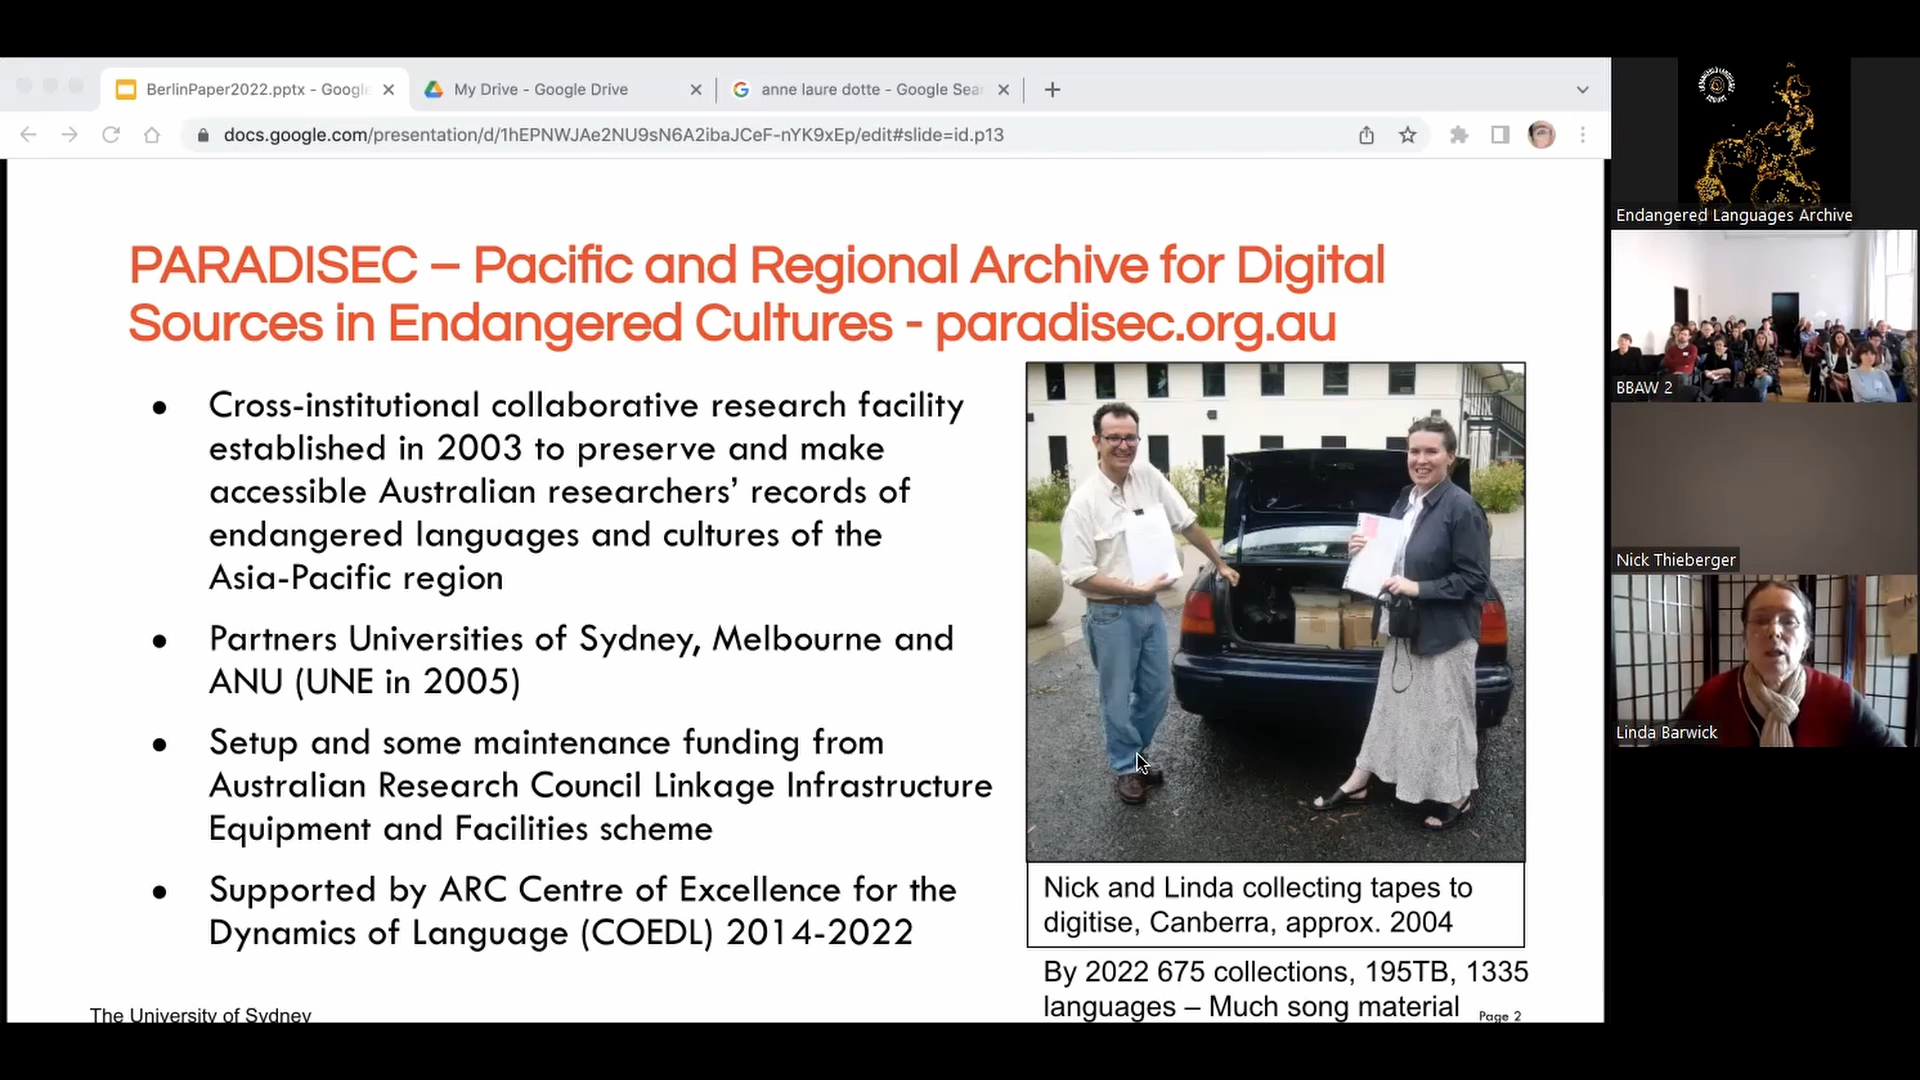 BerlinPaper2022.pptx - Google
My Drive - Google Drive
anne laure dotte - Google Sea
docs.google.com/presentation/d/1hEPNWJAe2NU9sN6A2ibaJCeF-nYK9xEp/edit#slide=id.p13
PARADISEC – Pacific and Regional Archive for Digital
Sources in Endangered Cultures - paradisec.org.au
• Cross-institutional collaborative research facility
established in 2003 to preserve and make
accessible Australian researchers’ records of
endangered languages and cultures of the
Asia-Pacific region
• Partners Universities of Sydney, Melbourne and
ANU (UNE in 2005)
• Setup and some maintenance funding from
Australian Research Council Linkage Infrastructure
Equipment and Facilities scheme
• Supported by ARC Centre of Excellence for the
Dynamics of Language (COEDL) 2014-2022
Nick and Linda collecting tapes to
digitise, Canberra, approx. 2004
By 2022 675 collections, 195TB, 1335
languages – Much song material
The University of Sydney
Page 2
Endangered Languages Archive
BBAW 2
Nick Thieberger
Linda Barwick